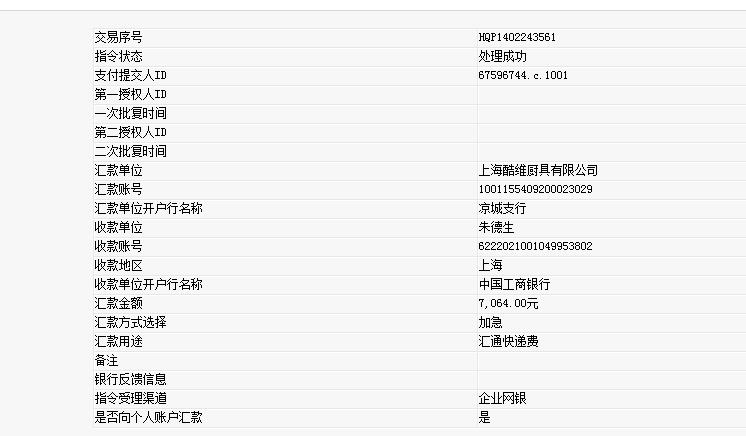 交易序号 HQP1402243561
指令状态 处理成功
支付提交人ID 67596744.c.1001
第一授权人ID
一次批复时间
第二授权人ID
二次批复时间
汇款单位 上海酷维厨具有限公司
汇款账号 1001155409200023029
汇款单位开户行名称 凉城支行
收款单位 朱德生
收款账号 6222021001049953802
收款地区 上海
收款单位开户行名称 中国工商银行
汇款金额 7,064.00元
汇款方式选择 加急
汇款用途 汇通快递费
备注
银行反馈信息
指令受理渠道 企业网银
是否向个人账户汇款 是